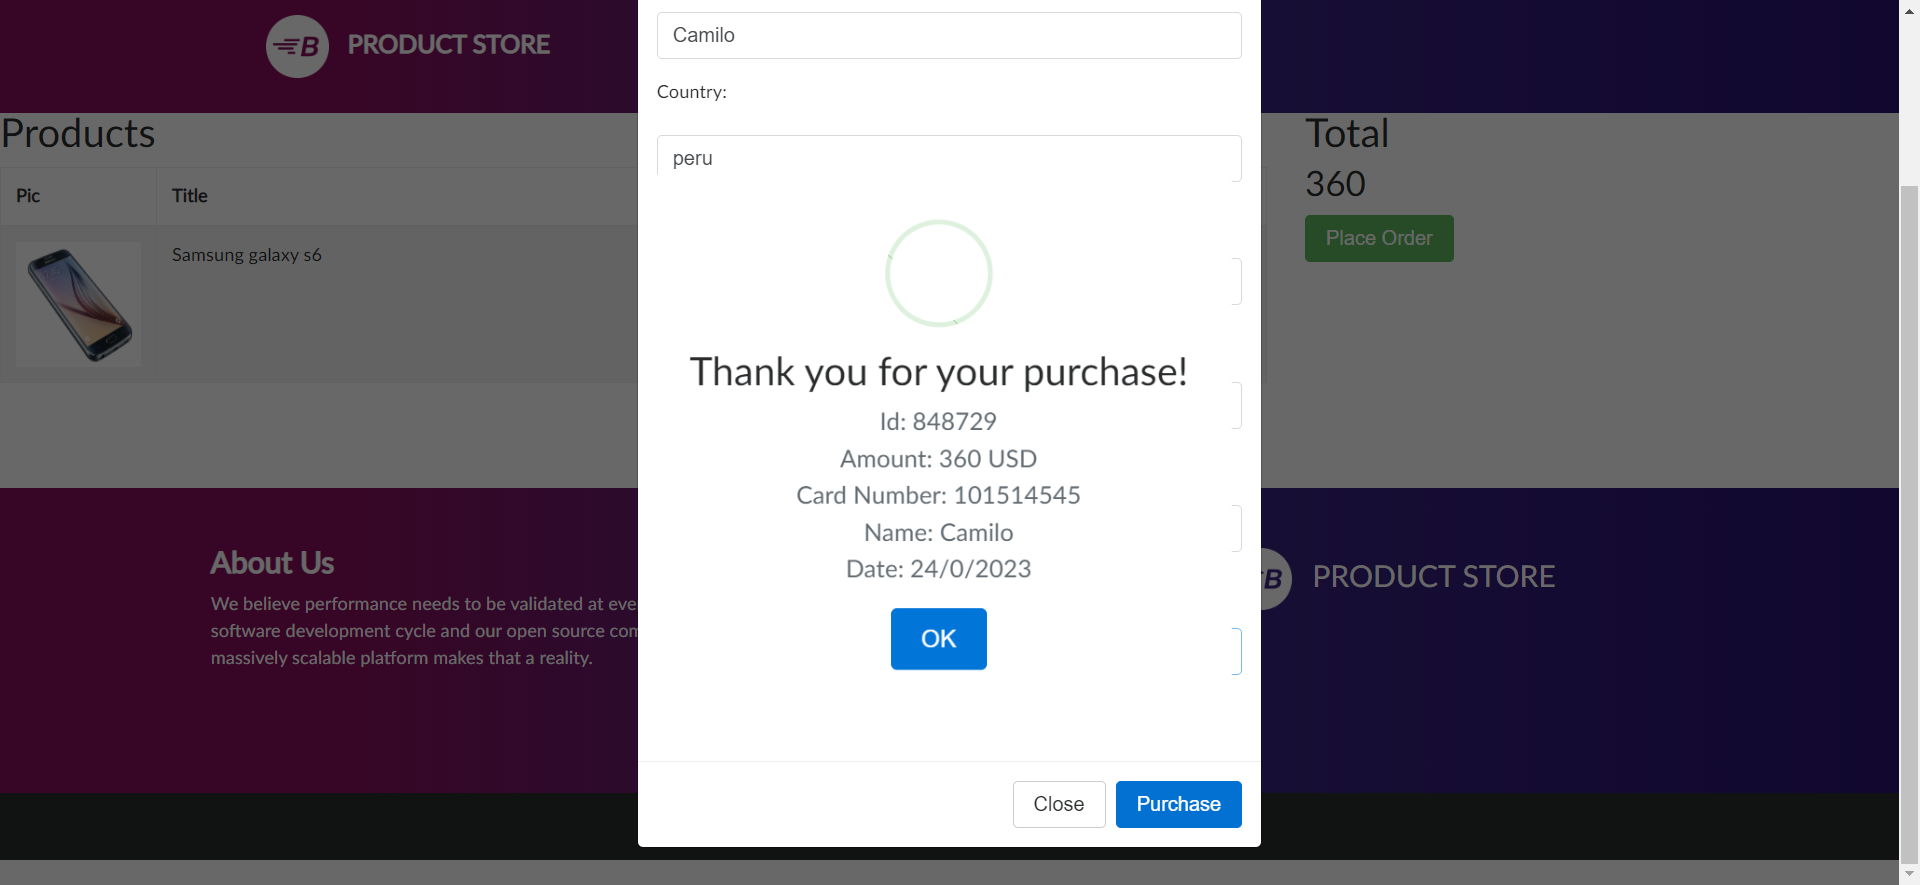 B PRODUCT STORE
Products
Pic Title
Samsung galaxy s6
Total
360
Place Order
Camilo
Country:
peru
Thank you for your purchase!
Id: 848729
Amount: 360 USD
Card Number: 101514545
Name: Camilo
Date: 24/0/2023
OK
Close Purchase
About Us
We believe performance needs to be validated at eve
software development cycle and our open source com
massively scalable platform makes that a reality.
B PRODUCT STORE